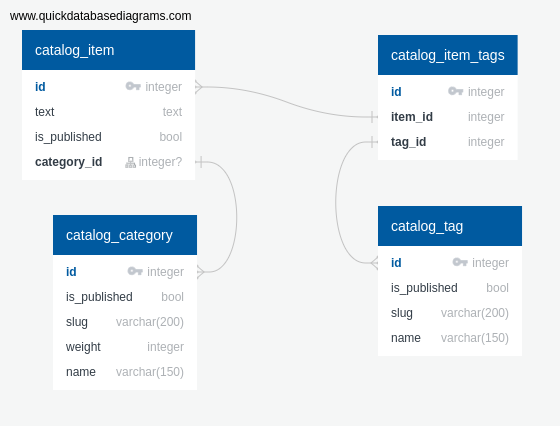 www.quickdatabasediagrams.com
catalog_item
id integer
text text
is_published bool
category_id integer?
catalog_item_tags
id integer
item_id integer
tag_id integer
catalog_category
id integer
is_published bool
slug varchar(200)
weight integer
name varchar(150)
catalog_tag
id integer
is_published bool
slug varchar(200)
name varchar(150)